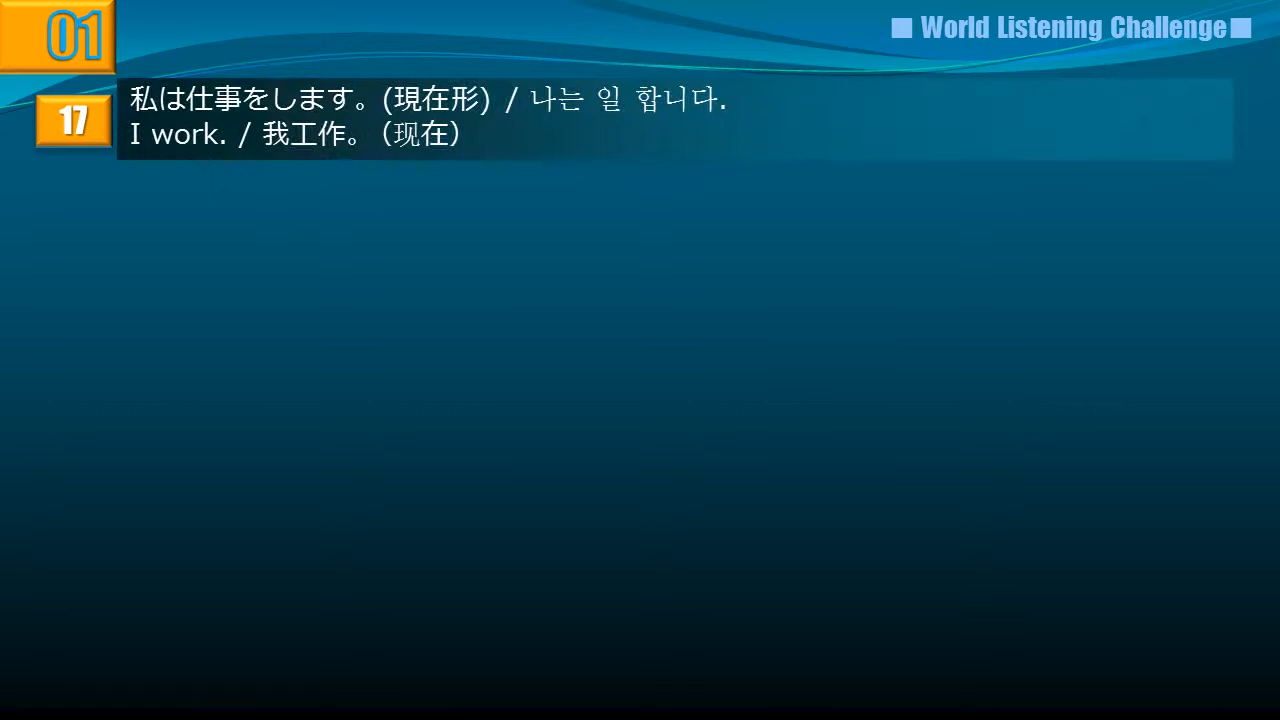 01
■ World Listening Challenge■
17
私は仕事をします。(現在形) / 나는 일 합니다.
I work. / 我工作。（现在）